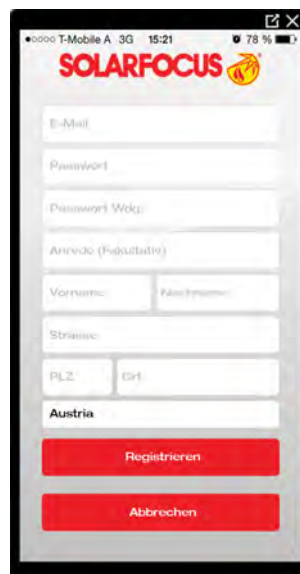 T-Mobile A 3G 15:21 78 %
SOLARFOCUS
E-Mail
Passwort
Passwort Wdg.
Anrede (Fakultativ)
Vorname Nachname
Strasse
PLZ Ort
Austria
Registrieren
Abbrechen